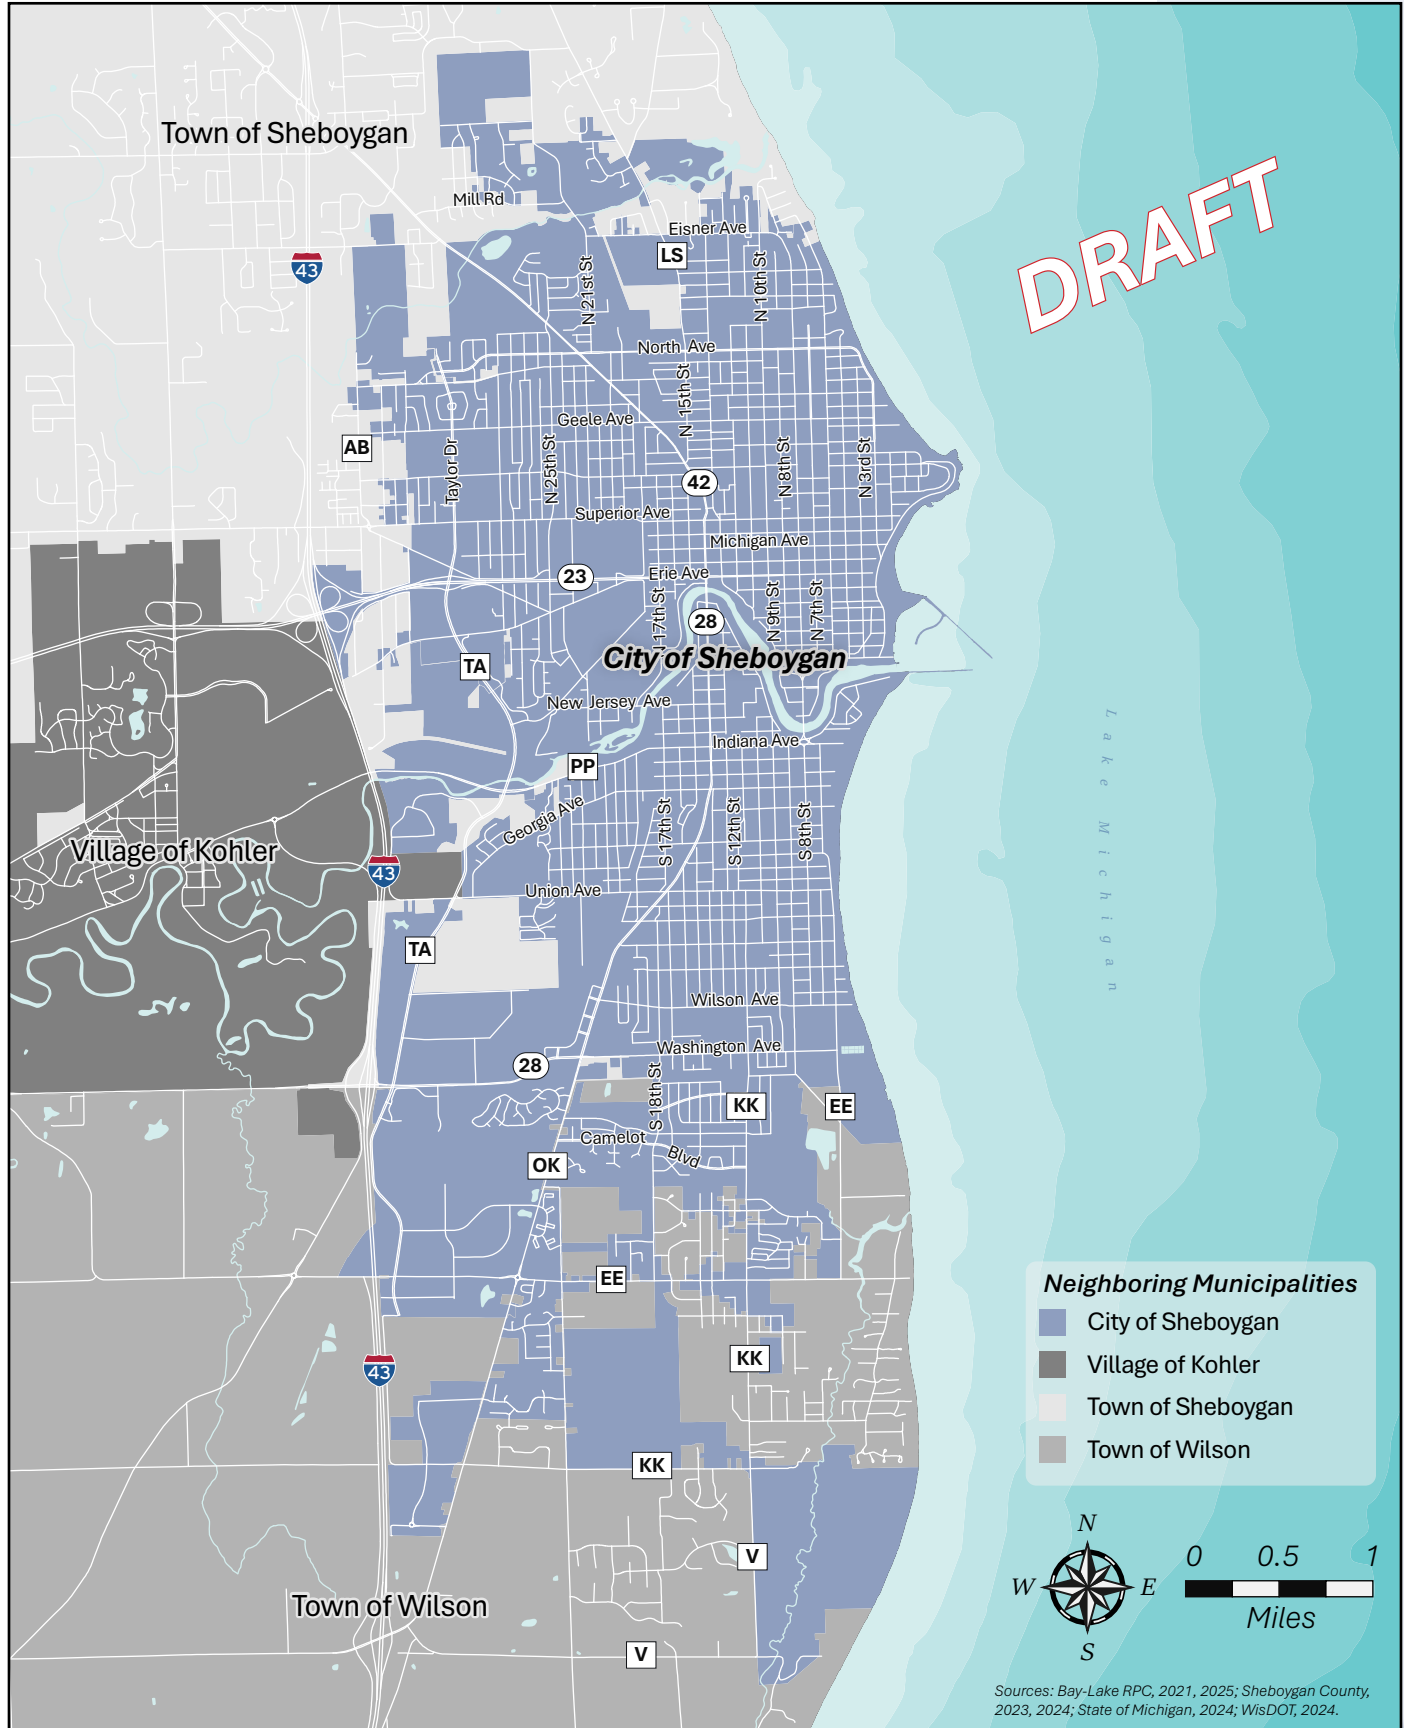 Town of Sheboygan
DRAFT
Mill Rd
Eisner Ave
LS
43
N 21st St
N 10th St
North Ave
N 15th St
Geele Ave
AB
Taylor Dr
N 25th St
N 8th St
N 3rd St
42
Superior Ave
Michigan Ave
23
Erie Ave
N 17th St
N 9th St
N 7th St
28
City of Sheboygan
TA
New Jersey Ave
Lake Michigan
Indiana Ave
PP
Georgia Ave
S 17th St
S 12th St
S 8th St
Village of Kohler
43
Union Ave
TA
Wilson Ave
Washington Ave
28
S 18th St
KK
EE
Camelot Blvd
OK
EE
Neighboring Municipalities
City of Sheboygan
Village of Kohler
Town of Sheboygan
Town of Wilson
KK
43
KK
V
N
W
E
S
0 0.5 1
Miles
Town of Wilson
V
Sources: Bay-Lake RPC, 2021, 2025; Sheboygan County,
2023, 2024; State of Michigan, 2024; WisDOT, 2024.